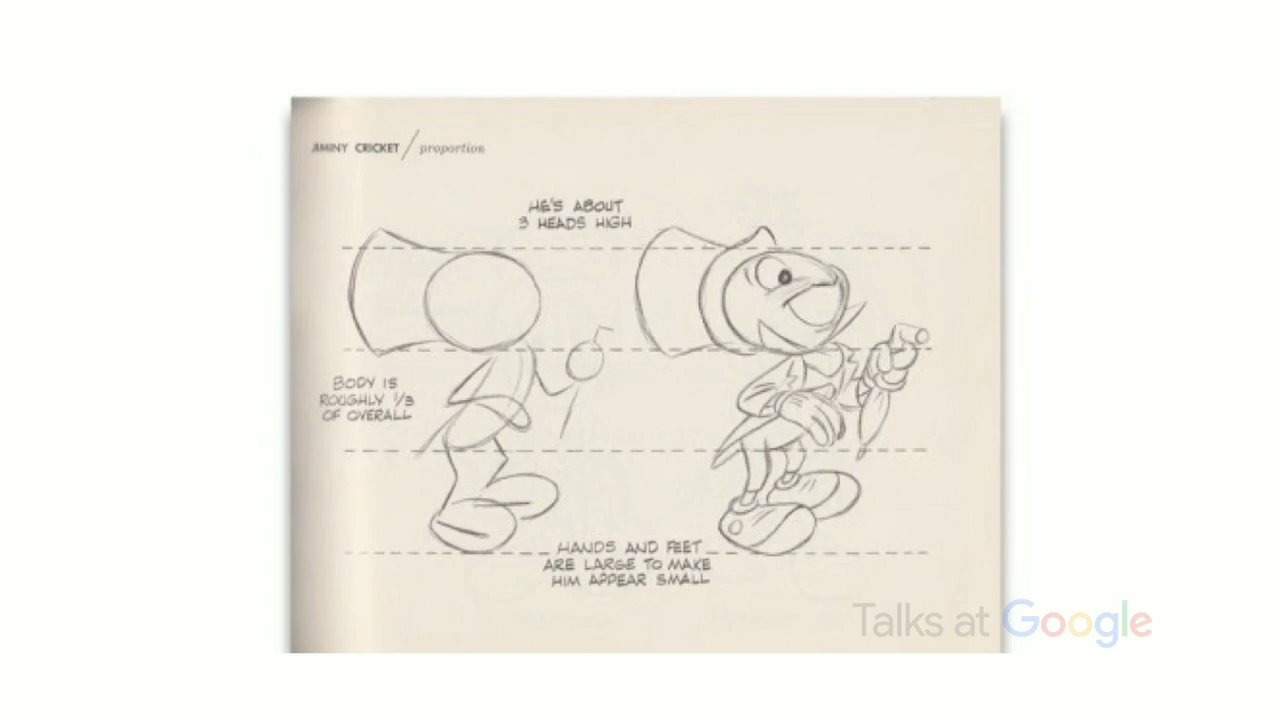 JIMINY CRICKET / proportion
HE'S ABOUT
3 HEADS HIGH
BODY IS
ROUGHLY 1/3
OF OVERALL
HANDS AND FEET
ARE LARGE TO MAKE
HIM APPEAR SMALL
Talks at Google